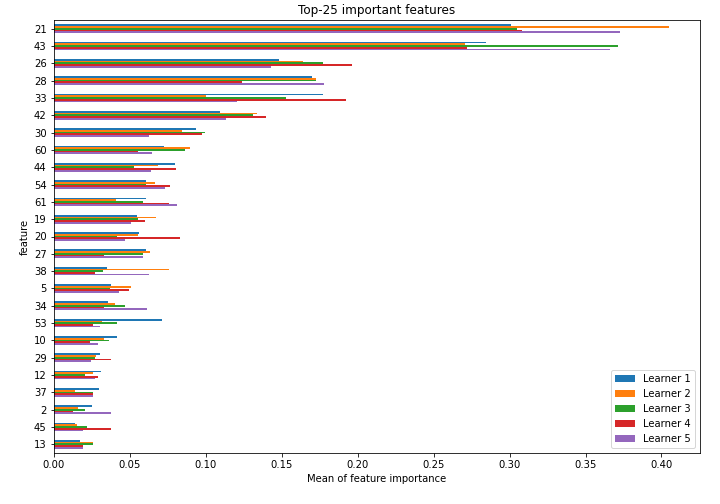 Top-25 important features
feature
21
43
26
28
33
42
30
60
44
54
61
19
20
27
38
5
34
53
10
29
12
37
2
45
13
Learner 1
Learner 2
Learner 3
Learner 4
Learner 5
0.00 0.05 0.10 0.15 0.20 0.25 0.30 0.35 0.40
Mean of feature importance